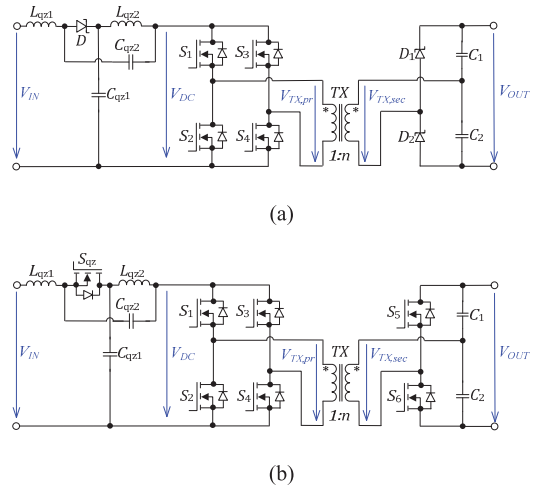 Lqz1 D Lqz2
Cqz2
Cqz1
VIN
VDC
S1 S3
S2 S4
VTX,pr TX VTX,sec
* *
1:n
D1 C1
D2 C2
VOUT
(a)
Lqz1 Sqz Lqz2
Cqz2
Cqz1
VIN
VDC
S1 S3
S2 S4
VTX,pr TX VTX,sec
* *
1:n
S5 C1
S6 C2
VOUT
(b)